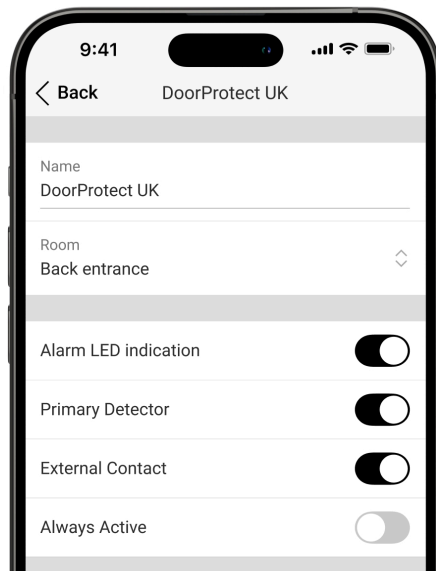 9:41
Back
DoorProtect UK
Name
DoorProtect UK
Room
Back entrance
Alarm LED indication
Primary Detector
External Contact
Always Active